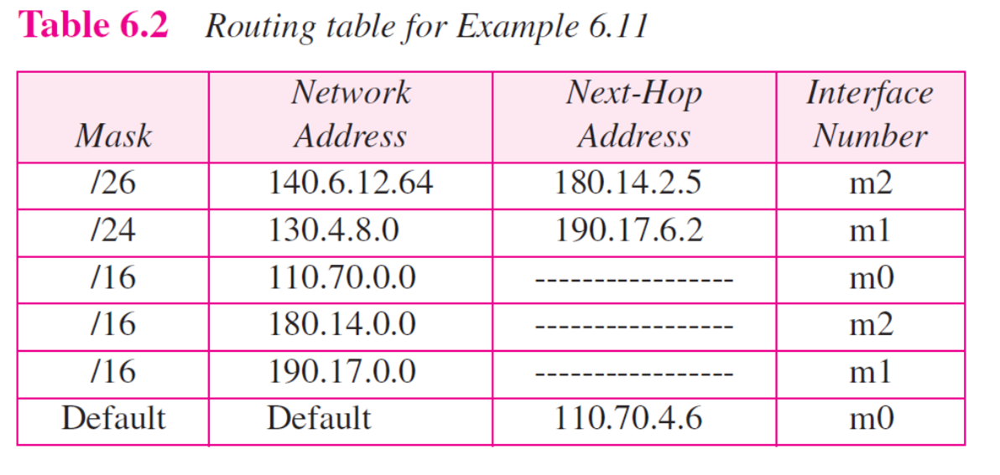 Table 6.2 Routing table for Example 6.11
Mask Network Address Next-Hop Address Interface Number
/26 140.6.12.64 180.14.2.5 m2
/24 130.4.8.0 190.17.6.2 m1
/16 110.70.0.0 ----------------- m0
/16 180.14.0.0 ----------------- m2
/16 190.17.0.0 ----------------- m1
Default Default 110.70.4.6 m0